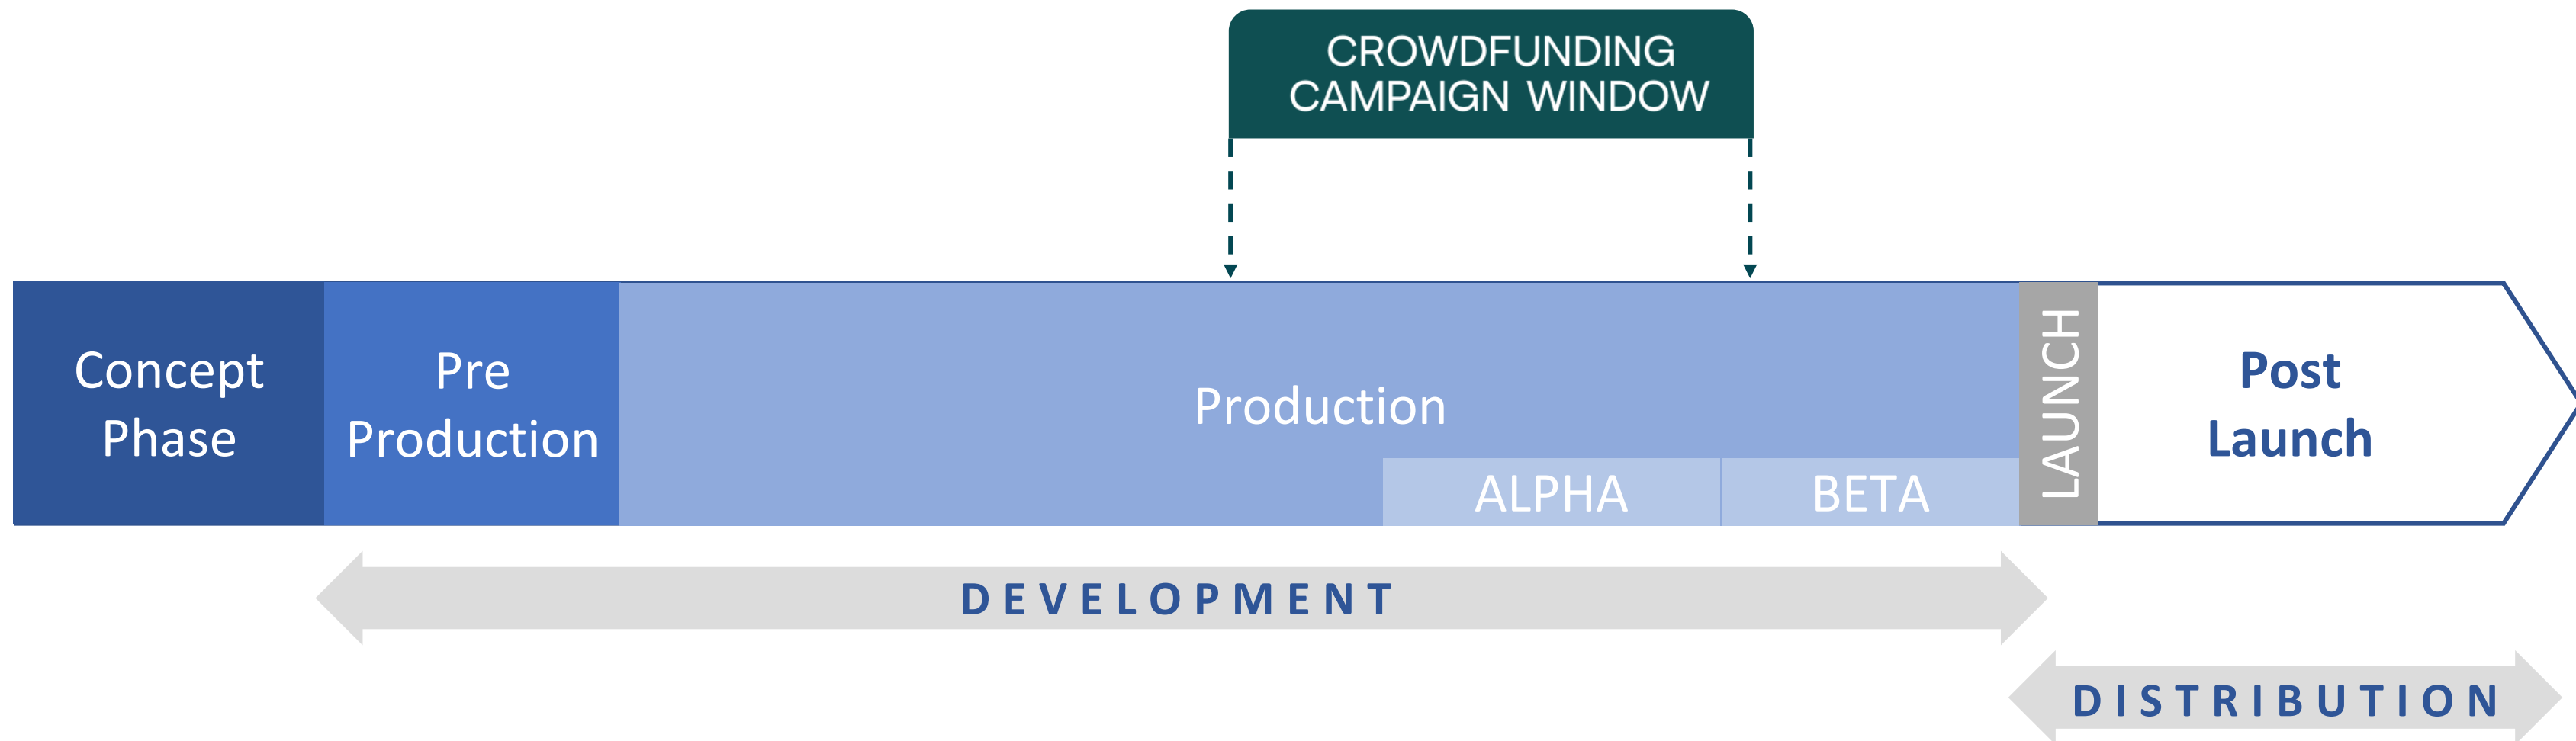 CROWDFUNDING
CAMPAIGN WINDOW
Concept
Phase
Pre
Production
Production
ALPHA
BETA
LAUNCH
Post
Launch
DEVELOPMENT
DISTRIBUTION